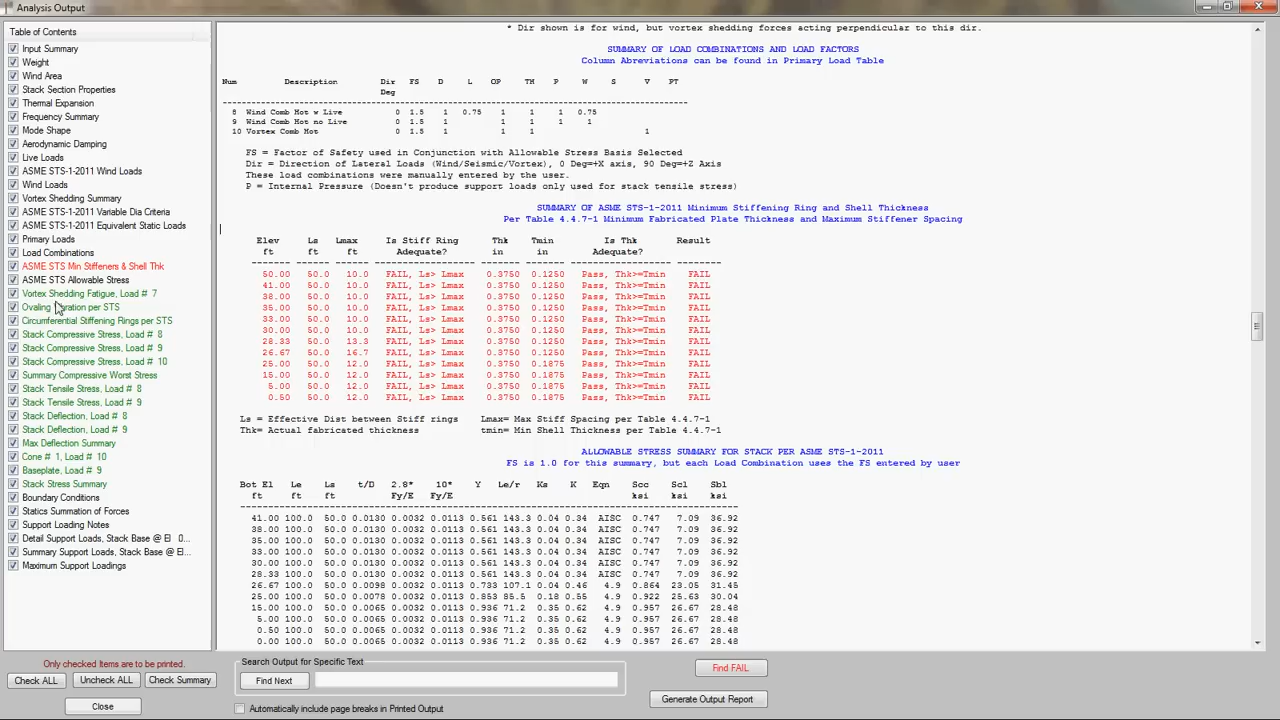 Analysis Output
Table of Contents
Input Summary
Weight
Wind Area
Stack Section Properties
Thermal Expansion
Frequency Summary
Mode Shape
Aerodynamic Damping
Live Loads
ASME STS-1-2011 Wind Loads
Wind Loads
Vortex Shedding Summary
ASME STS-1-2011 Variable Dia Criteria
ASME STS-1-2011 Equivalent Static Loads
Primary Loads
Load Combinations
ASME STS Min Stiffeners & Shell Thk
ASME STS Allowable Stress
Vortex Shedding Fatigue, Load # 7
Ovaling Vibration per STS
Circumferential Stiffening Rings per STS
Stack Compressive Stress, Load # 8
Stack Compressive Stress, Load # 9
Stack Compressive Stress, Load # 10
Summary Compressive Worst Stress
Stack Tensile Stress, Load # 8
Stack Tensile Stress, Load # 9
Stack Deflection, Load # 8
Stack Deflection, Load # 9
Max Deflection Summary
Cone # 1, Load # 10
Baseplate, Load # 9
Stack Stress Summary
Boundary Conditions
Statics Summation of Forces
Support Loading Notes
Detail Support Loads, Stack Base @ El 0...
Summary Support Loads, Stack Base @ El...
Maximum Support Loadings
Only checked Items are to be printed.
Check ALL Uncheck ALL Check Summary
Close
* Dir shown is for wind, but vortex shedding forces acting perpendicular to this dir.
SUMMARY OF LOAD COMBINATIONS AND LOAD FACTORS
Column Abreviations can be found in Primary Load Table
Num Description Dir FS D L OP TH P W S V PT
Deg
8 Wind Comb Hot w Live 0 1.5 1 0.75 1 1 1 0.75
9 Wind Comb Hot no Live 0 1.5 1 1 1 1 1
10 Vortex Comb Hot 0 1.5 1 1 1 1
FS = Factor of Safety used in Conjunction with Allowable Stress Basis Selected
Dir = Direction of Lateral Loads (Wind/Seismic/Vortex), 0 Deg=+X axis, 90 Deg=+Z Axis
These load combinations were manually entered by the user.
P = Internal Pressure (Doesn't produce support loads only used for stack tensile stress)
SUMMARY OF ASME STS-1-2011 Minimum Stiffening Ring and Shell Thickness
Per Table 4.4.7-1 Minimum Fabricated Plate Thickness and Maximum Stiffener Spacing
Elev Ls Lmax Is Stiff Ring Thk Tmin Is Thk Result
ft ft ft Adequate? in in Adequate?
50.00 50.0 10.0 FAIL, Ls> Lmax 0.3750 0.1250 Pass, Thk>=Tmin FAIL
41.00 50.0 10.0 FAIL, Ls> Lmax 0.3750 0.1250 Pass, Thk>=Tmin FAIL
38.00 50.0 10.0 FAIL, Ls> Lmax 0.3750 0.1250 Pass, Thk>=Tmin FAIL
35.00 50.0 10.0 FAIL, Ls> Lmax 0.3750 0.1250 Pass, Thk>=Tmin FAIL
33.00 50.0 10.0 FAIL, Ls> Lmax 0.3750 0.1250 Pass, Thk>=Tmin FAIL
30.00 50.0 10.0 FAIL, Ls> Lmax 0.3750 0.1250 Pass, Thk>=Tmin FAIL
28.33 50.0 13.3 FAIL, Ls> Lmax 0.3750 0.1250 Pass, Thk>=Tmin FAIL
26.67 50.0 16.7 FAIL, Ls> Lmax 0.3750 0.1250 Pass, Thk>=Tmin FAIL
25.00 50.0 12.0 FAIL, Ls> Lmax 0.3750 0.1875 Pass, Thk>=Tmin FAIL
15.00 50.0 12.0 FAIL, Ls> Lmax 0.3750 0.1875 Pass, Thk>=Tmin FAIL
5.00 50.0 12.0 FAIL, Ls> Lmax 0.3750 0.1875 Pass, Thk>=Tmin FAIL
0.50 50.0 12.0 FAIL, Ls> Lmax 0.3750 0.1875 Pass, Thk>=Tmin FAIL
Ls = Effective Dist between Stiff rings Lmax= Max Stiff Spacing per Table 4.4.7-1
Thk= Actual fabricated thickness tmin= Min Shell Thickness per Table 4.4.7-1
ALLOWABLE STRESS SUMMARY FOR STACK PER ASME STS-1-2011
FS is 1.0 for this summary, but each Load Combination uses the FS entered by user
Bot El Le Ls t/D 2.8* 10* Y Le/r Ks K Eqn Scc Scl Sbl
ft ft ft Fy/E Fy/E ksi ksi ksi
41.00 100.0 50.0 0.0130 0.0032 0.0113 0.561 143.3 0.04 0.34 AISC 0.747 7.09 36.92
38.00 100.0 50.0 0.0130 0.0032 0.0113 0.561 143.3 0.04 0.34 AISC 0.747 7.09 36.92
35.00 100.0 50.0 0.0130 0.0032 0.0113 0.561 143.3 0.04 0.34 AISC 0.747 7.09 36.92
33.00 100.0 50.0 0.0130 0.0032 0.0113 0.561 143.3 0.04 0.34 AISC 0.747 7.09 36.92
30.00 100.0 50.0 0.0130 0.0032 0.0113 0.561 143.3 0.04 0.34 AISC 0.747 7.09 36.92
28.33 100.0 50.0 0.0130 0.0032 0.0113 0.561 143.3 0.04 0.34 AISC 0.747 7.09 36.92
26.67 100.0 50.0 0.0098 0.0032 0.0113 0.733 107.1 0.04 0.46 4.9 0.864 23.05 31.45
25.00 100.0 50.0 0.0078 0.0032 0.0113 0.853 85.5 0.18 0.55 4.9 0.922 25.63 30.04
15.00 100.0 50.0 0.0065 0.0032 0.0113 0.936 71.2 0.35 0.62 4.9 0.957 26.67 28.48
5.00 100.0 50.0 0.0065 0.0032 0.0113 0.936 71.2 0.35 0.62 4.9 0.957 26.67 28.48
0.50 100.0 50.0 0.0065 0.0032 0.0113 0.936 71.2 0.35 0.62 4.9 0.957 26.67 28.48
0.00 100.0 50.0 0.0065 0.0032 0.0113 0.936 71.2 0.35 0.62 4.9 0.957 26.67 28.48
Search Output for Specific Text
Find Next
Automatically include page breaks in Printed Output
Find FAIL
Generate Output Report